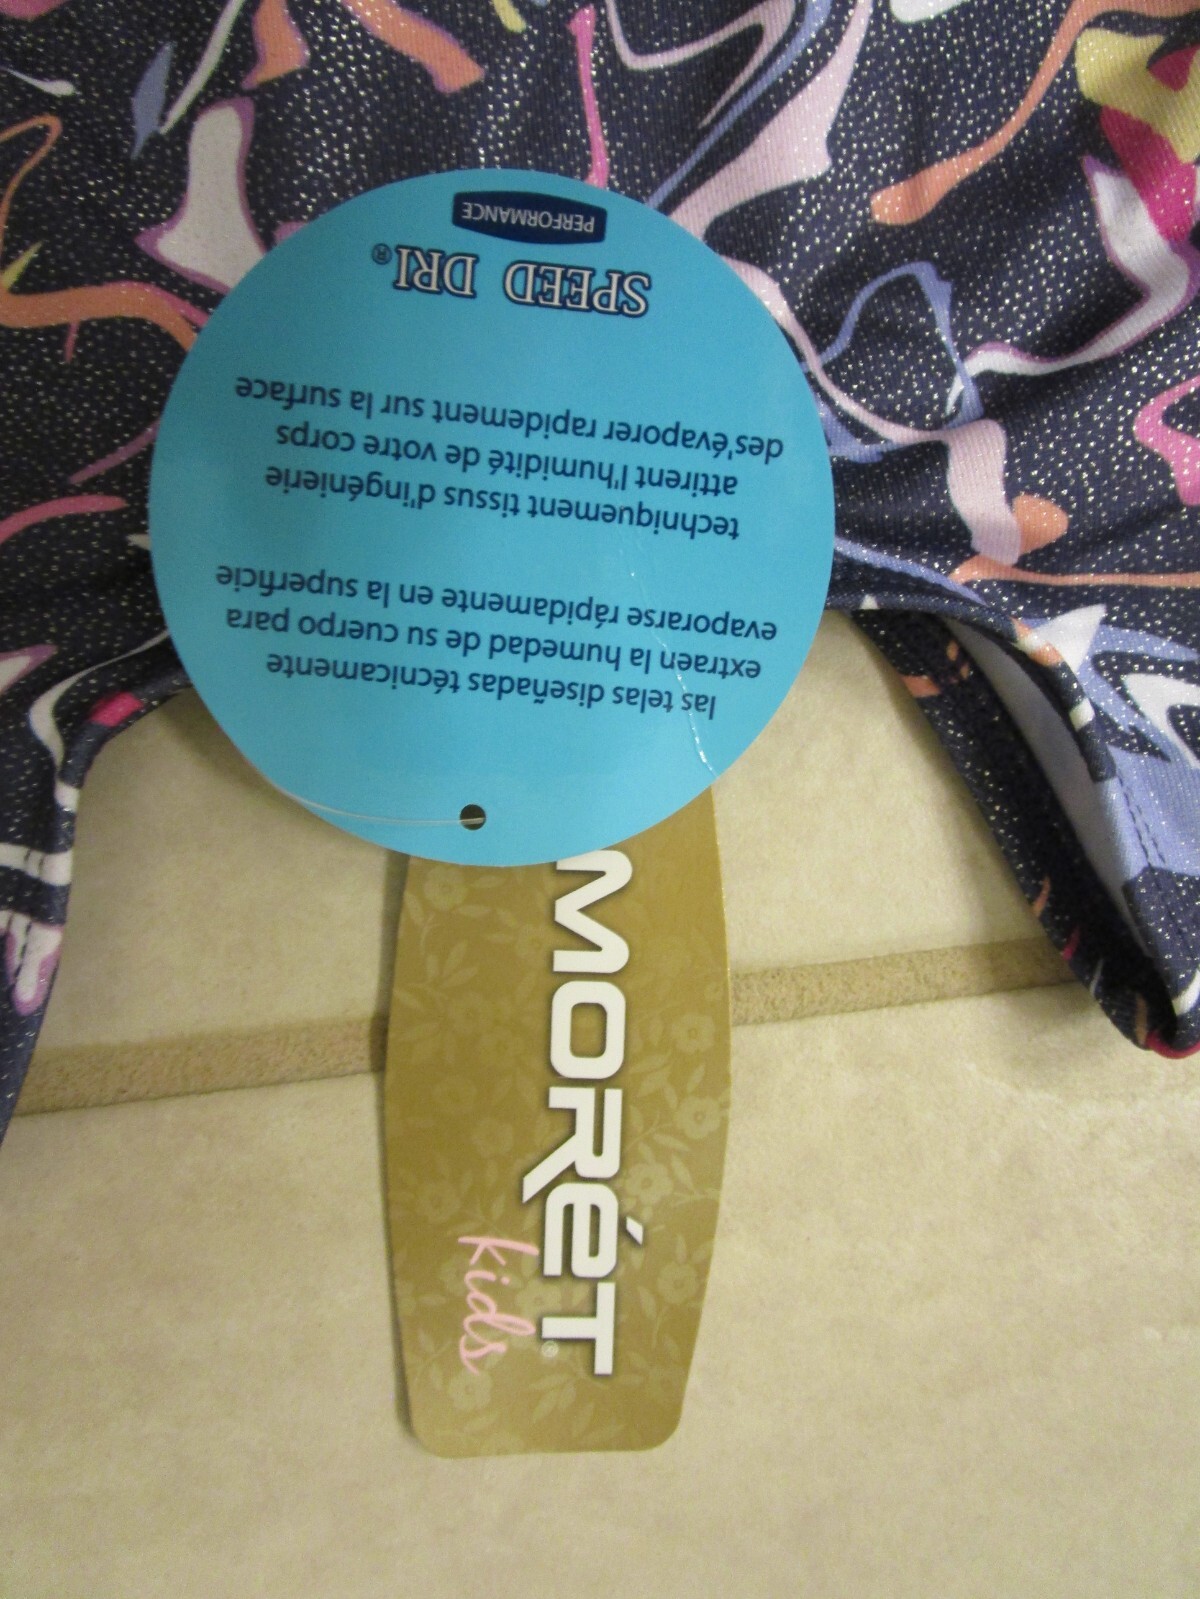 las telas diseñadas técnicamente
extraen la humedad de su cuerpo para
evaporarse rápidamente en la superficie
techniquement tissus d'ingénierie
attirent l'humidité de votre corps
des'évaporer rapidement sur la surface
SPEED DRI®
PERFORMANCE
MORéT®
kids